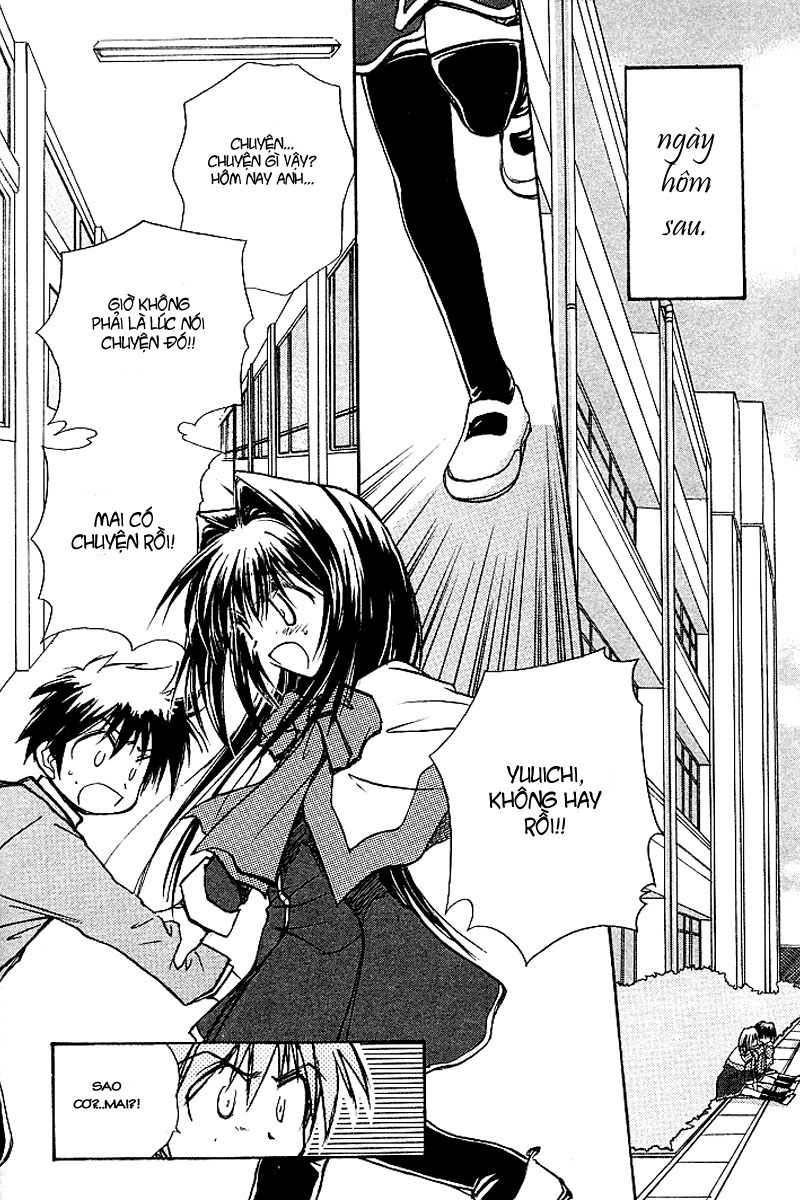 ngày
hôm
sau.
YUUICHI,
KHÔNG HAY
RỒI!!
CHUYỆN...
CHUYỆN GÌ VẬY?
HÔM NAY ANH...
GIỜ KHÔNG
PHẢI LÀ LÚC NÓI
CHUYỆN ĐÓ!!
MAI CÓ
CHUYỆN RỒI!
SAO
CƠ?..MAI?!